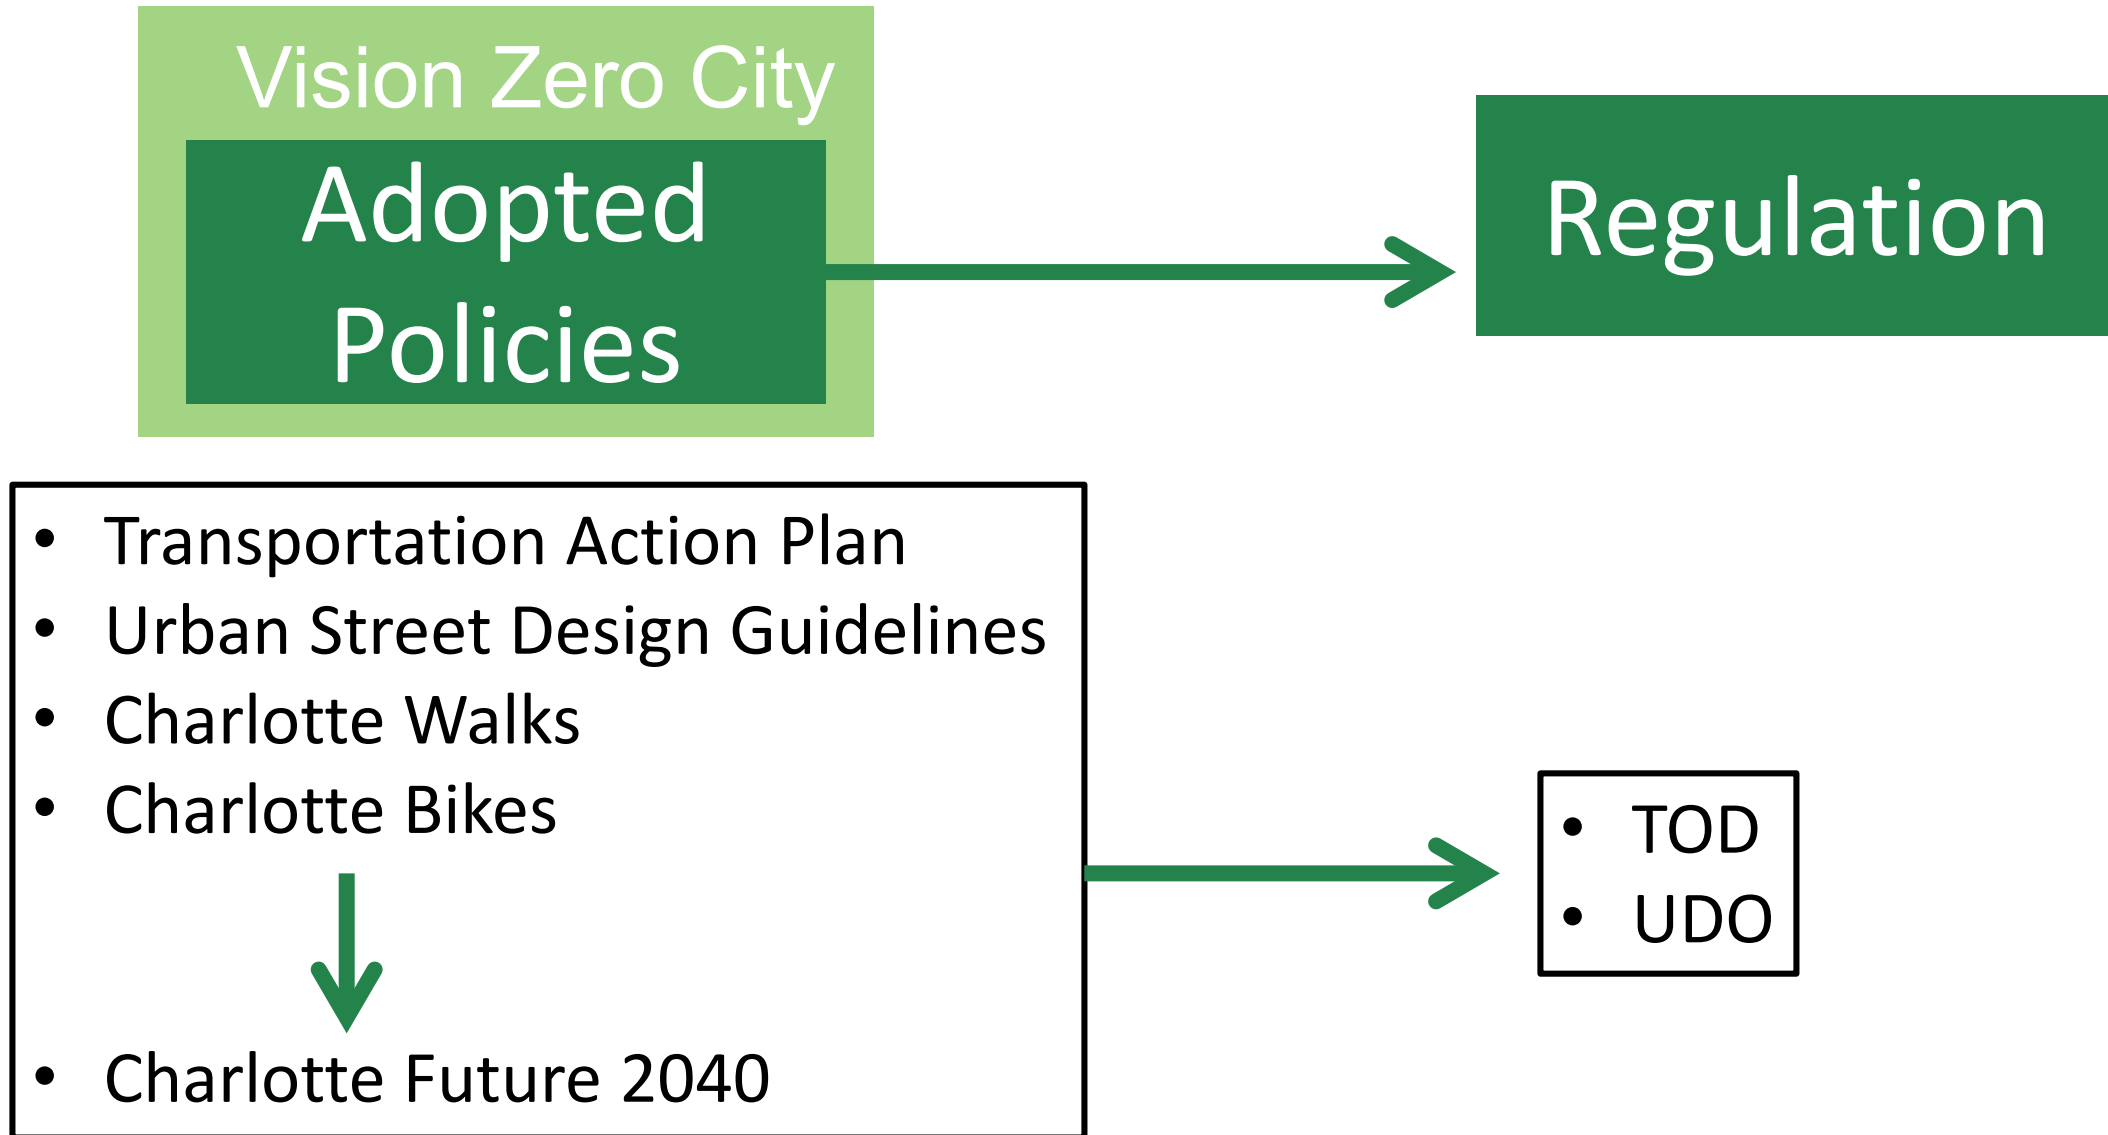 Vision Zero City
Adopted
Policies
Regulation
• Transportation Action Plan
• Urban Street Design Guidelines
• Charlotte Walks
• Charlotte Bikes
• Charlotte Future 2040
• TOD
• UDO